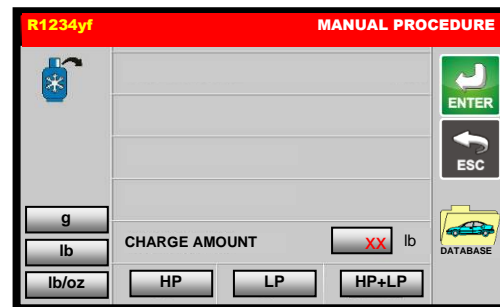 R1234yf MANUAL PROCEDURE
ENTER
ESC
g
lb
CHARGE AMOUNT XX lb
DATABASE
lb/oz
HP LP HP+LP